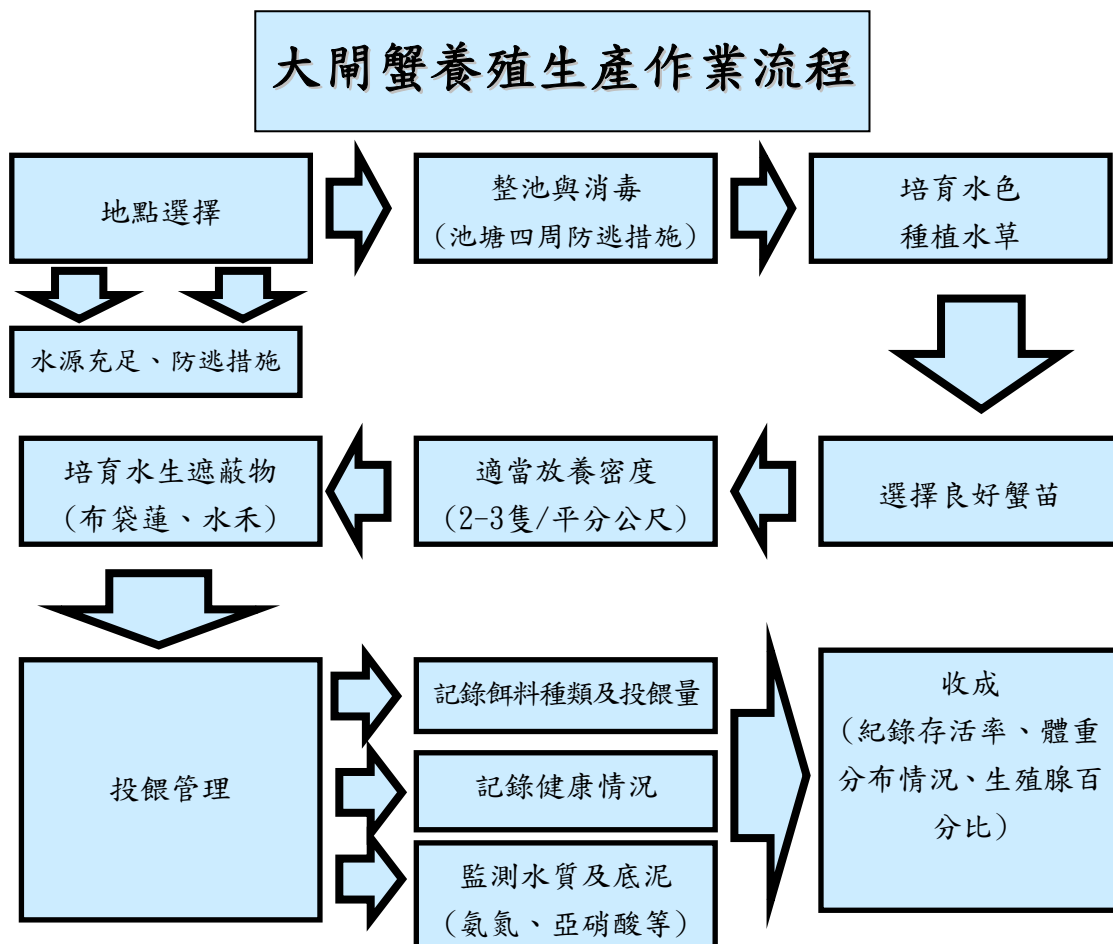 大閘蟹養殖生產作業流程
地點選擇
整池與消毒
（池塘四周防逃措施）
培育水色
種植水草
水源充足、防逃措施
培育水生遮蔽物
（布袋蓮、水禾）
適當放養密度
（2-3隻/平分公尺）
選擇良好蟹苗
投餵管理
記錄餌料種類及投餵量
記錄健康情況
監測水質及底泥
（氨氮、亞硝酸等）
收成
（紀錄存活率、體重
分布情況、生殖腺百
分比）